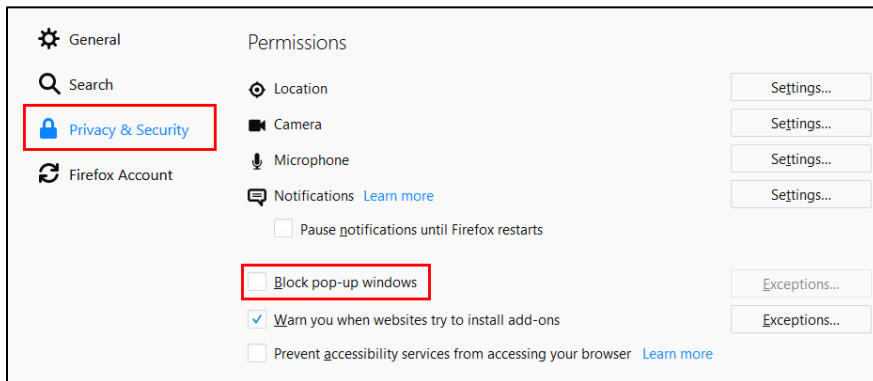 General
Search
Privacy & Security
Firefox Account
Permissions
Location Settings...
Camera Settings...
Microphone Settings...
Notifications Learn more Settings...
Pause notifications until Firefox restarts
Block pop-up windows Exceptions...
Warn you when websites try to install add-ons Exceptions...
Prevent accessibility services from accessing your browser Learn more